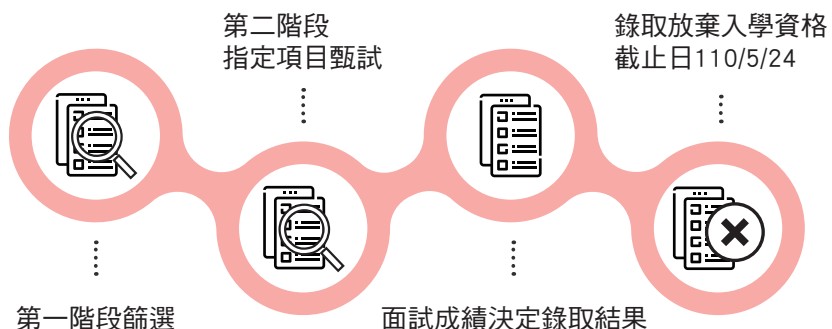 第一階段篩選
第二階段
指定項目甄試
面試成績決定錄取結果
錄取放棄入學資格
截止日110/5/24